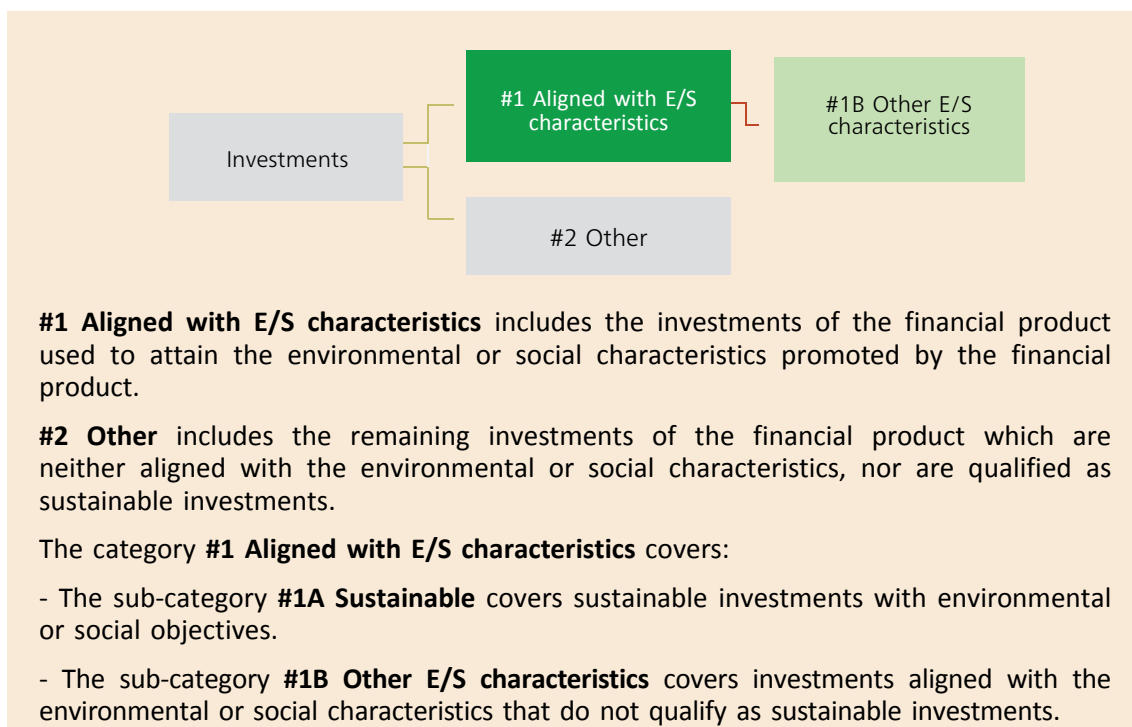 #1 Aligned with E/S
characteristics
#1B Other E/S
characteristics
Investments
#2 Other
#1 Aligned with E/S characteristics includes the investments of the financial product
used to attain the environmental or social characteristics promoted by the financial
product.
#2 Other includes the remaining investments of the financial product which are
neither aligned with the environmental or social characteristics, nor are qualified as
sustainable investments.
The category #1 Aligned with E/S characteristics covers:
- The sub-category #1A Sustainable covers sustainable investments with environmental
or social objectives.
- The sub-category #1B Other E/S characteristics covers investments aligned with the
environmental or social characteristics that do not qualify as sustainable investments.